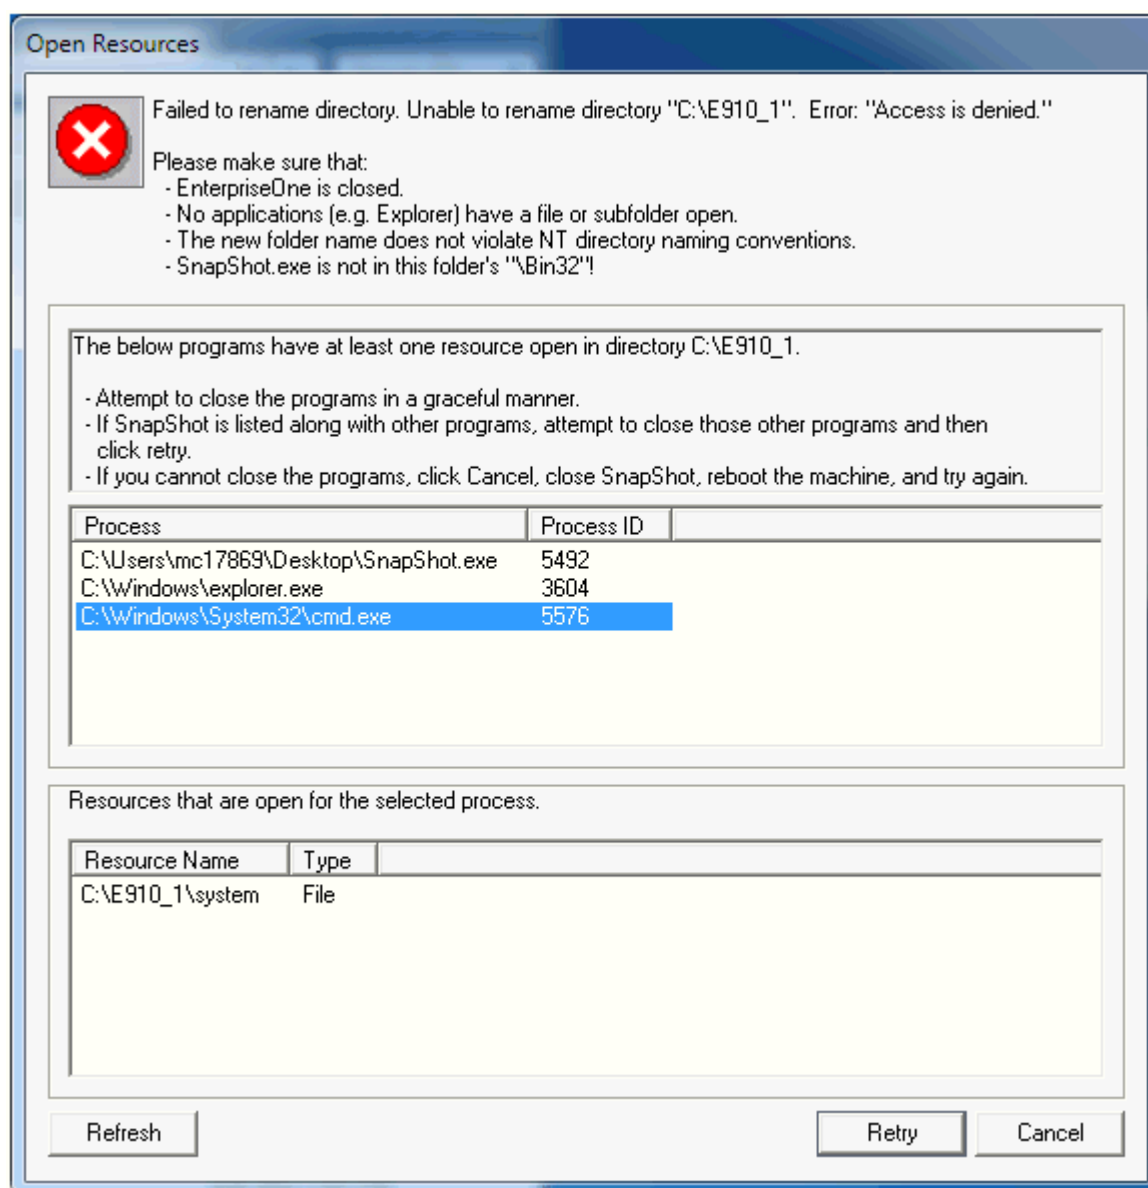 Open Resources
Failed to rename directory. Unable to rename directory "C:\E910_1".  Error: "Access is denied."
Please make sure that:
- EnterpriseOne is closed.
- No applications (e.g. Explorer) have a file or subfolder open.
- The new folder name does not violate NT directory naming conventions.
- SnapShot.exe is not in this folder's "\Bin32"!
The below programs have at least one resource open in directory C:\E910_1.
- Attempt to close the programs in a graceful manner.
- If SnapShot is listed along with other programs, attempt to close those other programs and then
click retry.
- If you cannot close the programs, click Cancel, close SnapShot, reboot the machine, and try again.
Process Process ID
C:\Users\mc17869\Desktop\SnapShot.exe 5492
C:\Windows\explorer.exe 3604
C:\Windows\System32\cmd.exe 5576
Resources that are open for the selected process.
Resource Name Type
C:\E910_1\system File
Refresh Retry Cancel